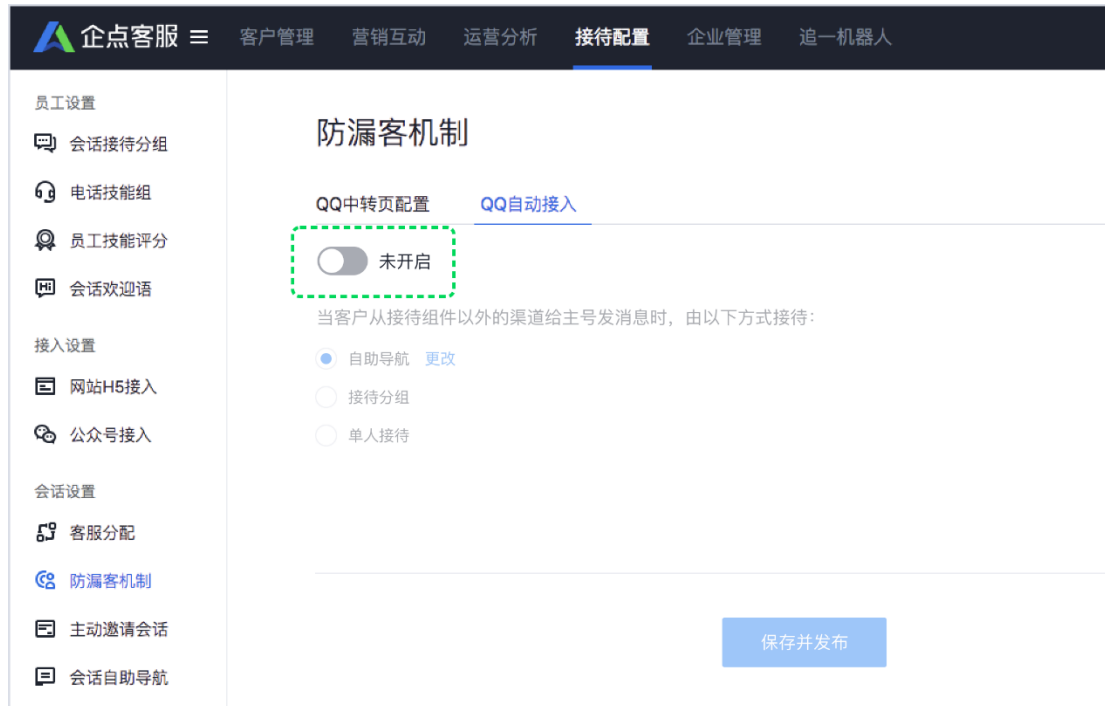 企点客服 客户管理 营销互动 运营分析 接待配置 企业管理 追一机器人
员工设置
会话接待分组
电话技能组
员工技能评分
Hi 会话欢迎语
接入设置
网站H5接入
公众号接入
会话设置
客服分配
防漏客机制
主动邀请会话
会话自助导航
防漏客机制
QQ中转页配置 QQ自动接入
未开启
当客户从接待组件以外的渠道给主号发消息时，由以下方式接待：
自助导航 更改
接待分组
单人接待
保存并发布